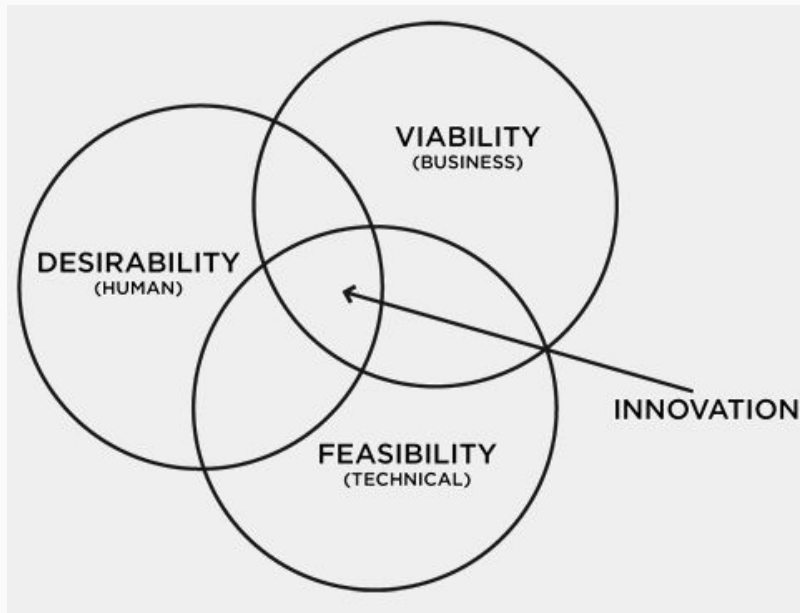 VIABILITY
(BUSINESS)
DESIRABILITY
(HUMAN)
INNOVATION
FEASIBILITY
(TECHNICAL)